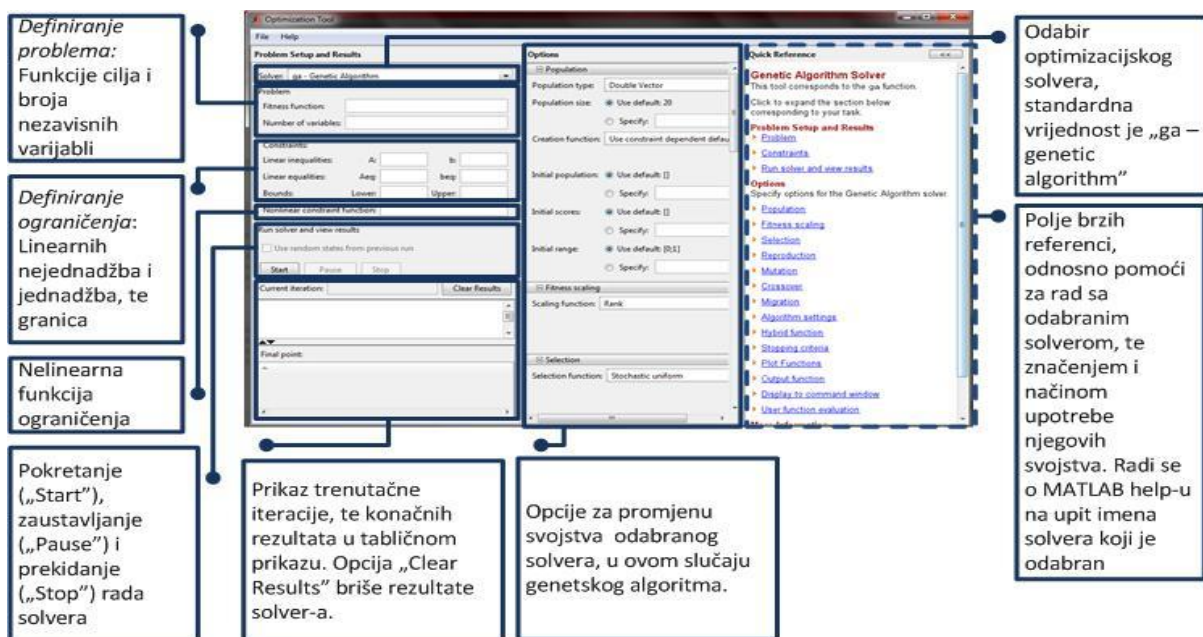 Definiranje
problema:
Funkcije cilja i
broja
nezavisnih
varijabli
Definiranje
ograničenja:
Linearnih
nejednadžba i
jednadžba, te
granica
Nelinearna
funkcija
ograničenja
Pokretanje
(„Start”),
zaustavljanje
(„Pause”) i
prekidanje
(„Stop”) rada
solvera
Optimization Tool
File Help
Problem Setup and Results
Solver: ga - Genetic Algorithm
Problem
Fitness function:
Number of variables:
Constraints:
Linear inequalities: A: b:
Linear equalities: Aeq: beq:
Bounds: Lower: Upper:
Nonlinear constraint function:
Run solver and view results
Use random states from previous run
Start Pause Stop
Current iteration: Clear Results
Final point:
Options
Population
Population type: Double Vector
Population size: Use default: 20
Specify:
Creation function: Use constraint dependent defau
Initial population: Use default: []
Specify:
Initial scores: Use default: []
Specify:
Initial range: Use default: [0;1]
Specify:
Fitness scaling
Scaling function: Rank
Selection
Selection function: Stochastic uniform
Quick Reference <<
Genetic Algorithm Solver
This tool corresponds to the ga function.
Click to expand the section below
corresponding to your task.
Problem Setup and Results
Problem
Constraints
Run solver and view results
Options
Specify options for the Genetic Algorithm solver.
Population
Fitness scaling
Selection
Reproduction
Mutation
Crossover
Migration
Algorithm settings
Hybrid function
Stopping criteria
Plot Functions
Output function
Display to command window
User function evaluation
More Information
Prikaz trenutačne
iteracije, te konačnih
rezultata u tabličnom
prikazu. Opcija „Clear
Results” briše rezultate
solver-a.
Opcije za promjenu
svojstva odabranog
solvera, u ovom slučaju
genetskog algoritma.
Odabir
optimizacijskog
solvera,
standardna
vrijednost je „ga –
genetic
algorithm”
Polje brzih
referenci,
odnosno pomoći
za rad sa
odabranim
solverom, te
značenjem i
načinom
upotrebe
njegovih
svojstva. Radi se
o MATLAB help-u
na upit imena
solvera koji je
odabran